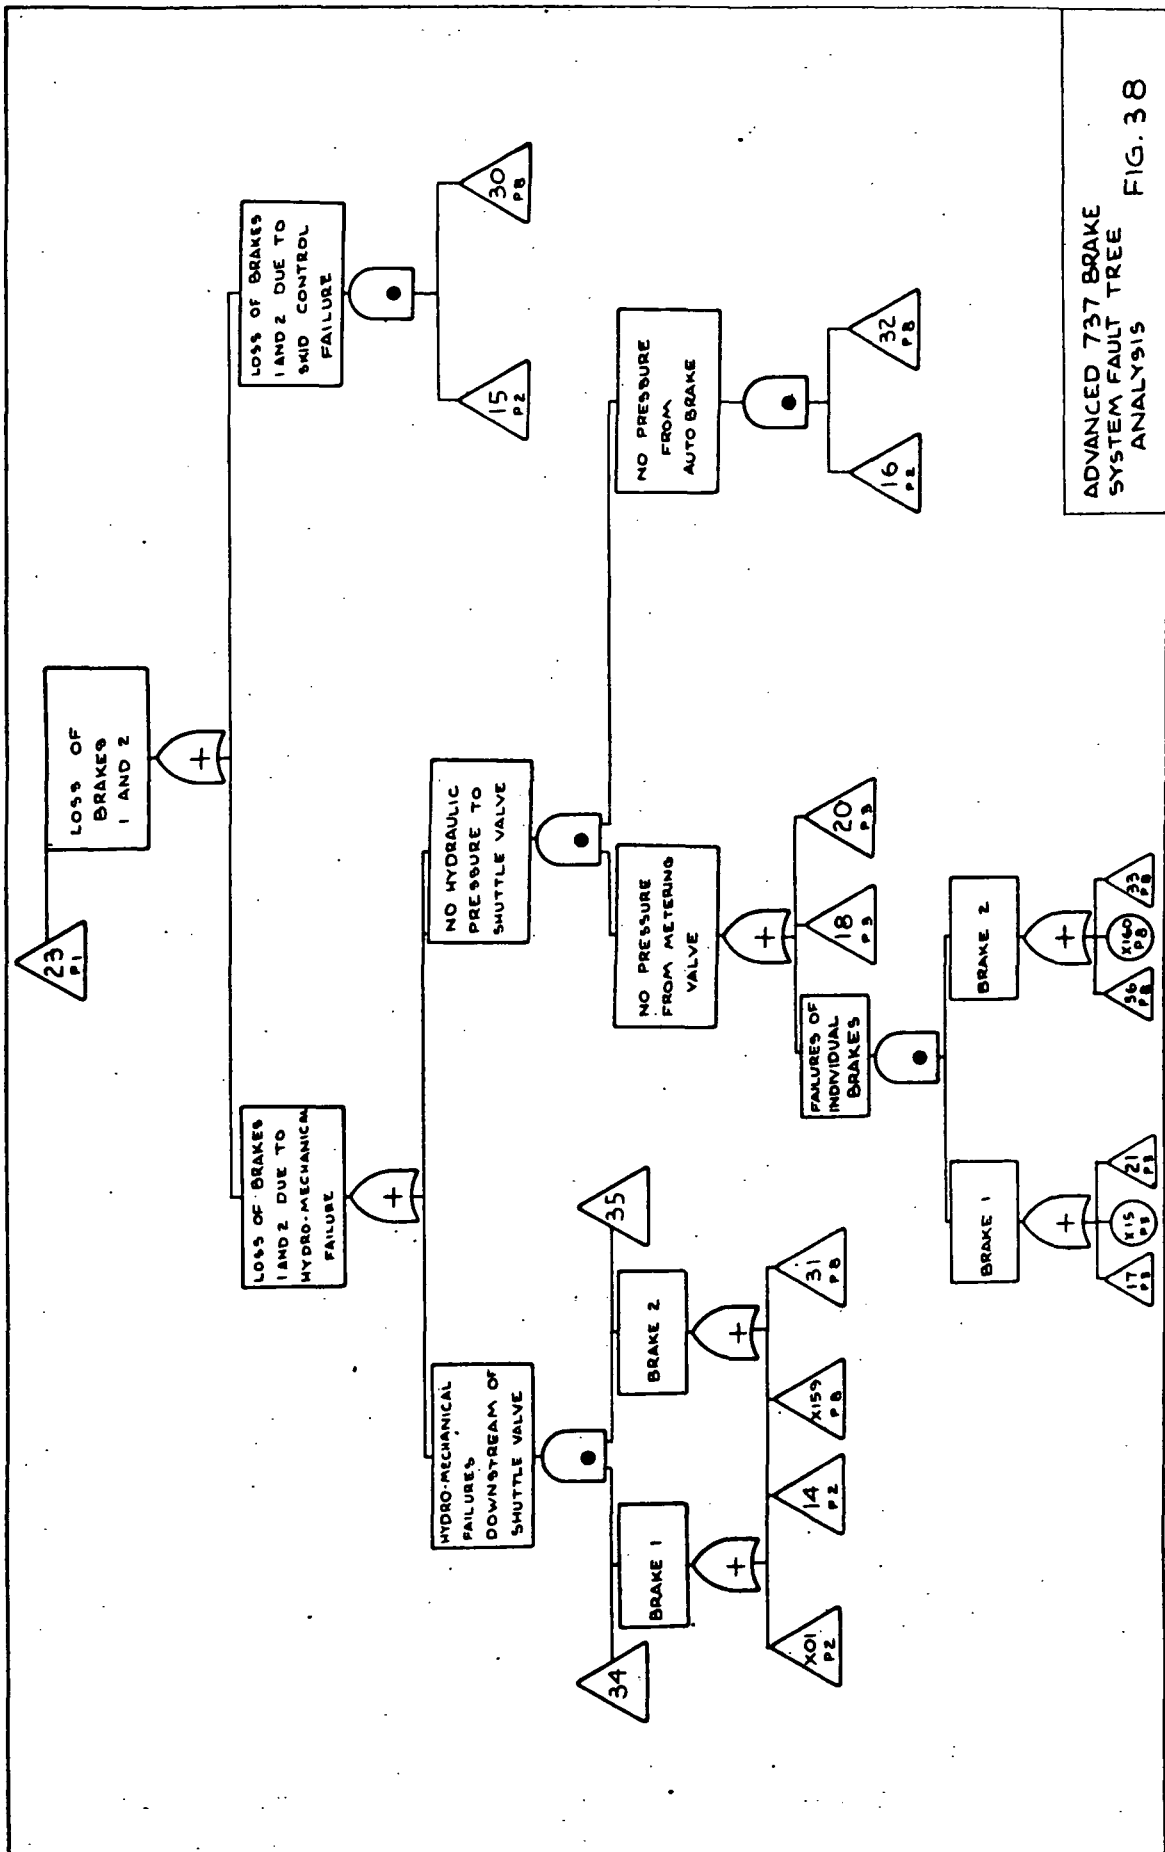 23
P1
LOSS OF
BRAKES
1 AND 2
+
LOSS OF BRAKES
1 AND 2 DUE TO
HYDRO-MECHANICAL
FAILURE
+
LOSS OF BRAKES
1 AND 2 DUE TO
SKID CONTROL
FAILURE
15
P2
30
P8
HYDRO-MECHANICAL
FAILURES
DOWNSTREAM OF
SHUTTLE VALVE
NO HYDRAULIC
PRESSURE TO
SHUTTLE VALVE
34
BRAKE 1
+
BRAKE 2
+
35
X01
P2
14
P2
X159
P8
31
P8
NO PRESSURE
FROM METERING
VALVE
+
NO PRESSURE
FROM
AUTO BRAKE
16
P2
32
P8
FAILURES OF
INDIVIDUAL
BRAKES
18
P3
20
P3
BRAKE 1
+
BRAKE 2
+
17
P3
X15
P3
21
P3
36
P8
X160
P8
33
P8
ADVANCED 737 BRAKE
SYSTEM FAULT TREE
ANALYSIS FIG. 38